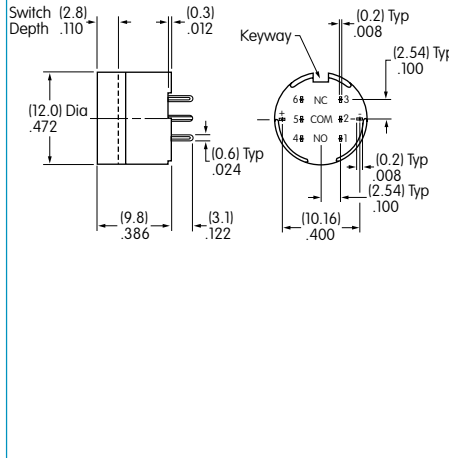 Switch (2.8) (0.3) (0.2) Typ
Depth .110 .012 .008
Keyway
(2.54) Typ
.100
6 NC 3
(12.0) Dia + 5 COM 2 -
.472
4 NO 1
(0.6) Typ
.024
(0.2) Typ
.008
(2.54) Typ
.100
(9.8) (3.1) (10.16)
.386 .122 .400